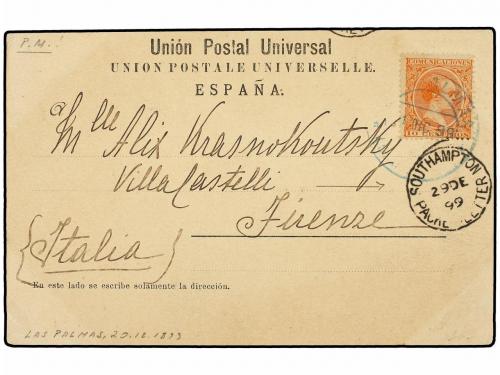 P.M.!
Unión Postal Universal
UNION POSTALE UNIVERSELLE.
ESPAÑA.
COMUNICACIONES
a Mlle Alix Krasnokoutsky
Villa Castelli
Firenze
(Italia)
SOUTHAMPTON
29 DE
99
PACKET LETTER
En este lado se escribe solamente la dirección.
LAS PALMAS, 20.12.1899